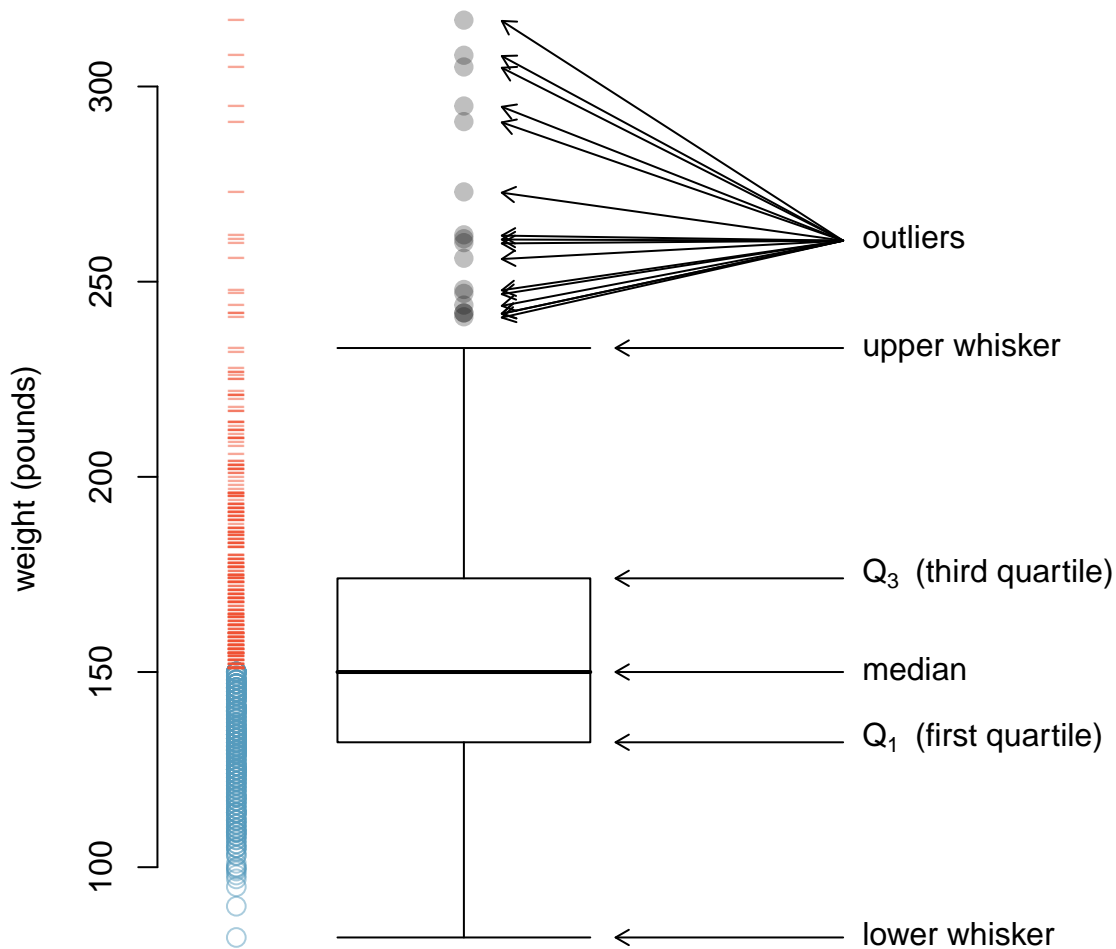 weight (pounds)
300
250
200
150
100
outliers
upper whisker
Q₃ (third quartile)
median
Q₁ (first quartile)
lower whisker